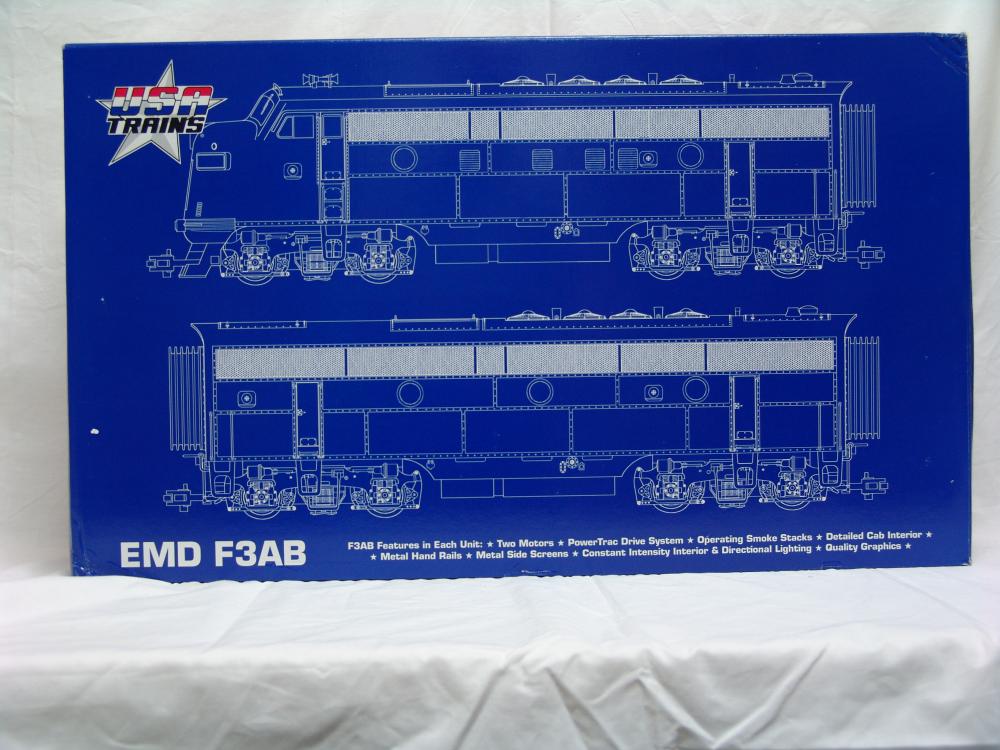 USA
TRAINS
EMD F3AB
F3AB Features in Each Unit: ★ Two Motors ★ PowerTrac Drive System ★ Operating Smoke Stacks ★ Detailed Cab Interior ★
★ Metal Hand Rails ★ Metal Side Screens ★ Constant Intensity Interior & Directional Lighting ★ Quality Graphics ★